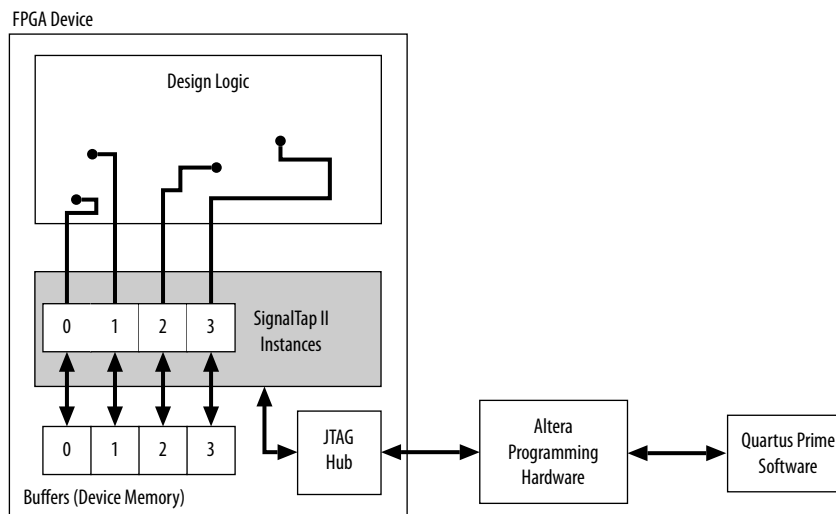 FPGA Device
Design Logic
0 1 2 3
SignalTap II
Instances
0 1 2 3
Buffers (Device Memory)
JTAG
Hub
Altera
Programming
Hardware
Quartus Prime
Software